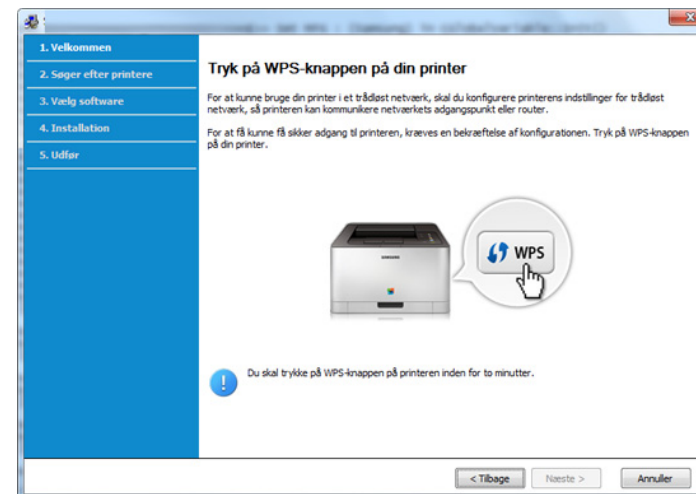 1. Velkommen
2. Søger efter printere
3. Vælg software
4. Installation
5. Udfør
Tryk på WPS-knappen på din printer
For at kunne bruge din printer i et trådløst netværk, skal du konfigurere printerens indstillinger for trådløst
netværk, så printeren kan kommunikere netværkets adgangspunkt eller router.
For at få kunne få sikker adgang til printeren, kræves en bekræftelse af konfigurationen. Tryk på WPS-knappen
på din printer.
SAMSUNG
WPS
Du skal trykke på WPS-knappen på printeren inden for to minutter.
< Tilbage
Næste >
Annuller